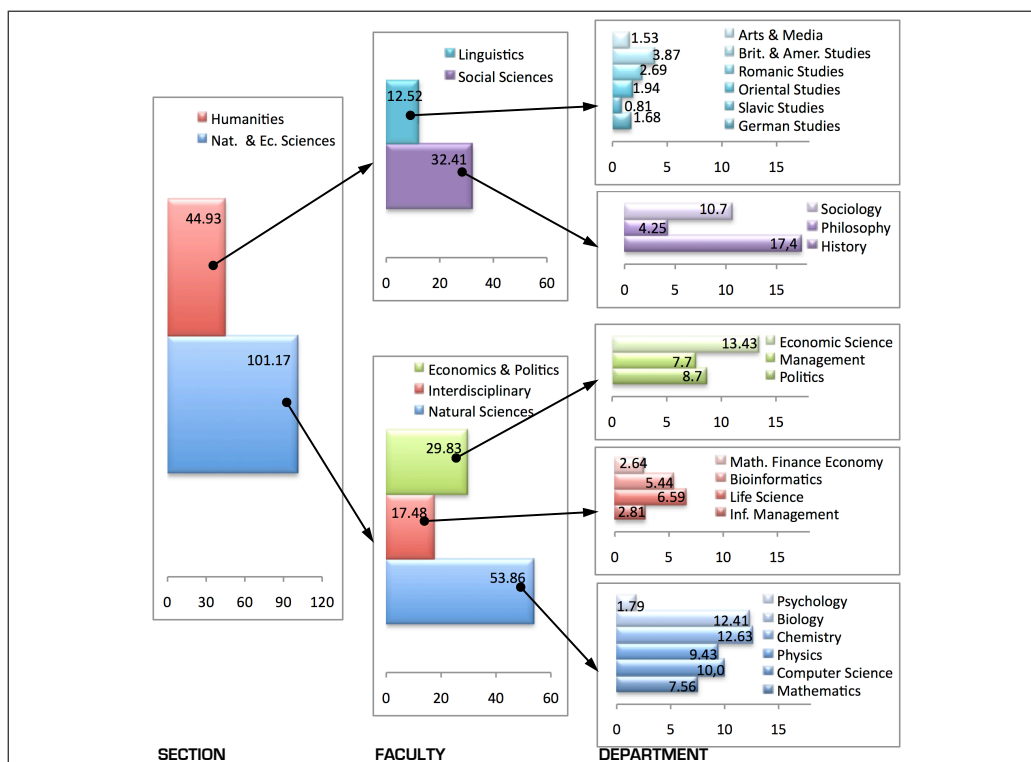 Humanities
Nat. & Ec. Sciences
44.93
101.17
0 30 60 90 120
SECTION
Linguistics
Social Sciences
12.52
32.41
0 20 40 60
Economics & Politics
Interdisciplinary
Natural Sciences
29.83
17.48
53.86
0 20 40 60
FACULTY
1.53 Arts & Media
3.87 Brit. & Amer. Studies
2.69 Romanic Studies
1.94 Oriental Studies
0.81 Slavic Studies
1.68 German Studies
0 5 10 15
10.7 Sociology
4.25 Philosophy
17,4 History
0 5 10 15
13.43 Economic Science
7.7 Management
8.7 Politics
0 5 10 15
2.64 Math. Finance Economy
5.44 Bioinformatics
6.59 Life Science
2.81 Inf. Management
0 5 10 15
1.79 Psychology
12.41 Biology
12.63 Chemistry
9.43 Physics
10,0 Computer Science
7.56 Mathematics
0 5 10 15
DEPARTMENT